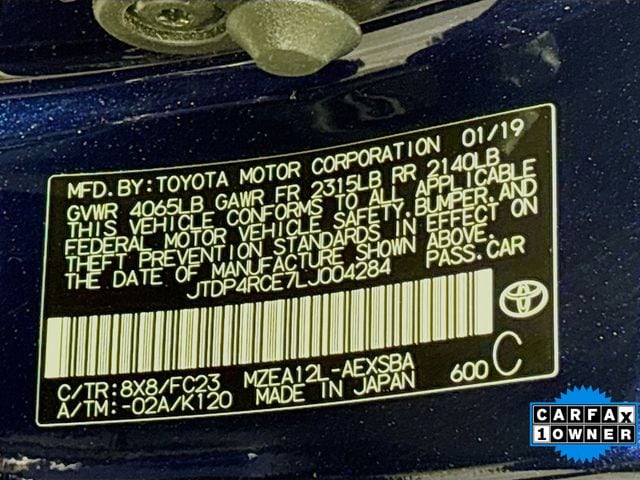 MFD. BY: TOYOTA MOTOR CORPORATION 01/19
GVWR 4065LB GAWR FR 2315LB RR 2140LB
THIS VEHICLE CONFORMS TO ALL APPLICABLE
FEDERAL MOTOR VEHICLE SAFETY, BUMPER, AND
THEFT PREVENTION STANDARDS IN EFFECT ON
THE DATE OF MANUFACTURE SHOWN ABOVE.
JTDP4RCE7LJ004284 PASS. CAR
C/TR: 8X8/FC23 MZEA12L-AEXSBA 600 C
A/TM: -02A/K120 MADE IN JAPAN
CARFAX
1 OWNER